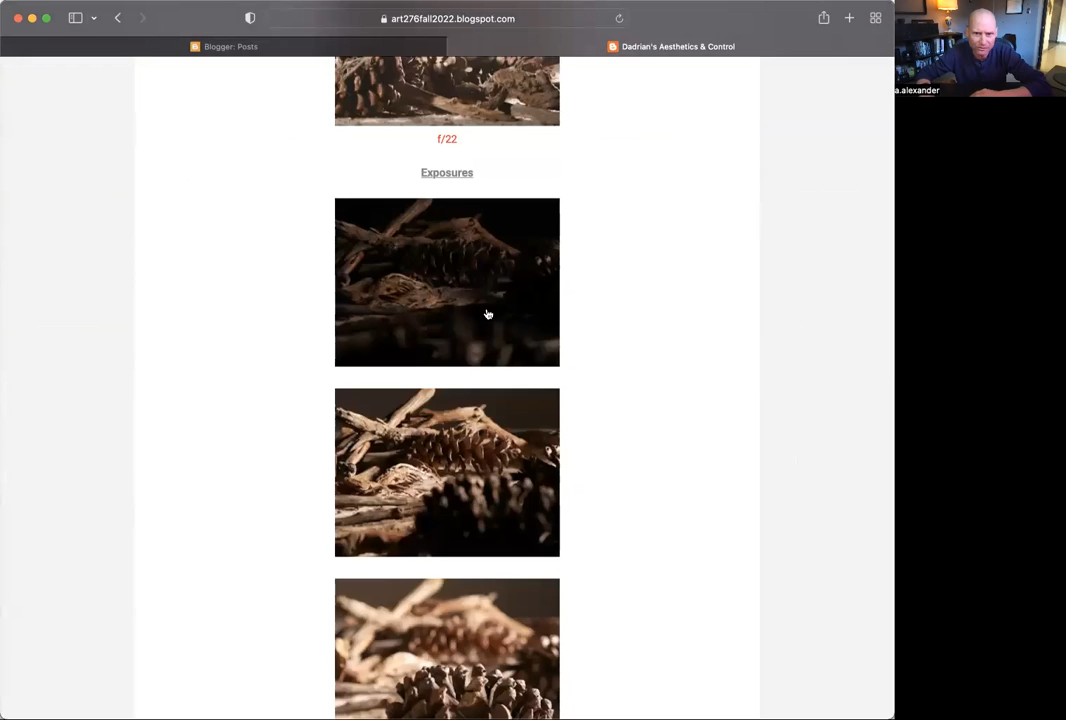 art276fall2022.blogspot.com
Blogger: Posts
Dadrian's Aesthetics & Control
a.alexander
f/22
Exposures